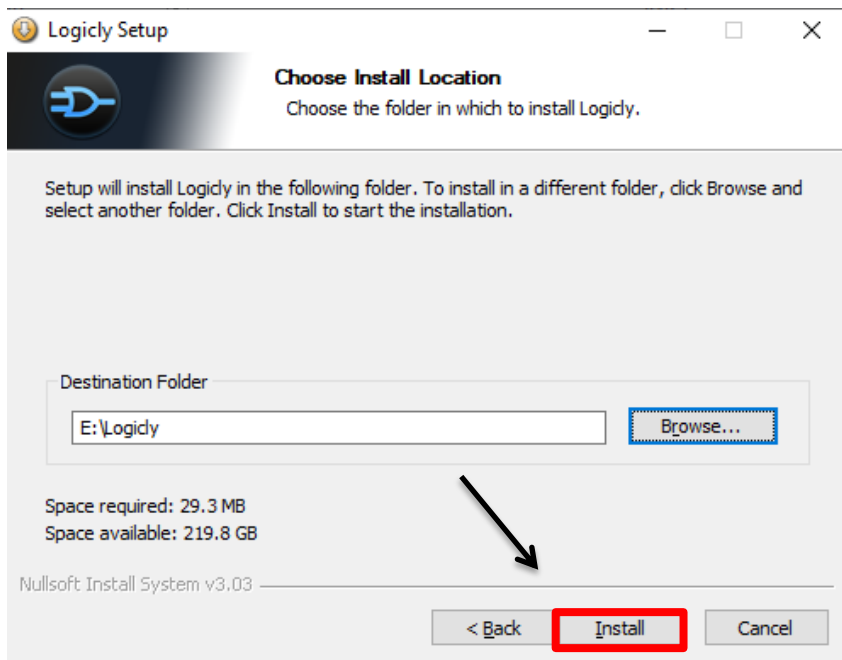 Logicly Setup
Choose Install Location
Choose the folder in which to install Logicly.
Setup will install Logicly in the following folder. To install in a different folder, click Browse and
select another folder. Click Install to start the installation.
Destination Folder
E:\Logicly
Browse...
Space required: 29.3 MB
Space available: 219.8 GB
Nullsoft Install System v3.03
< Back
Install
Cancel